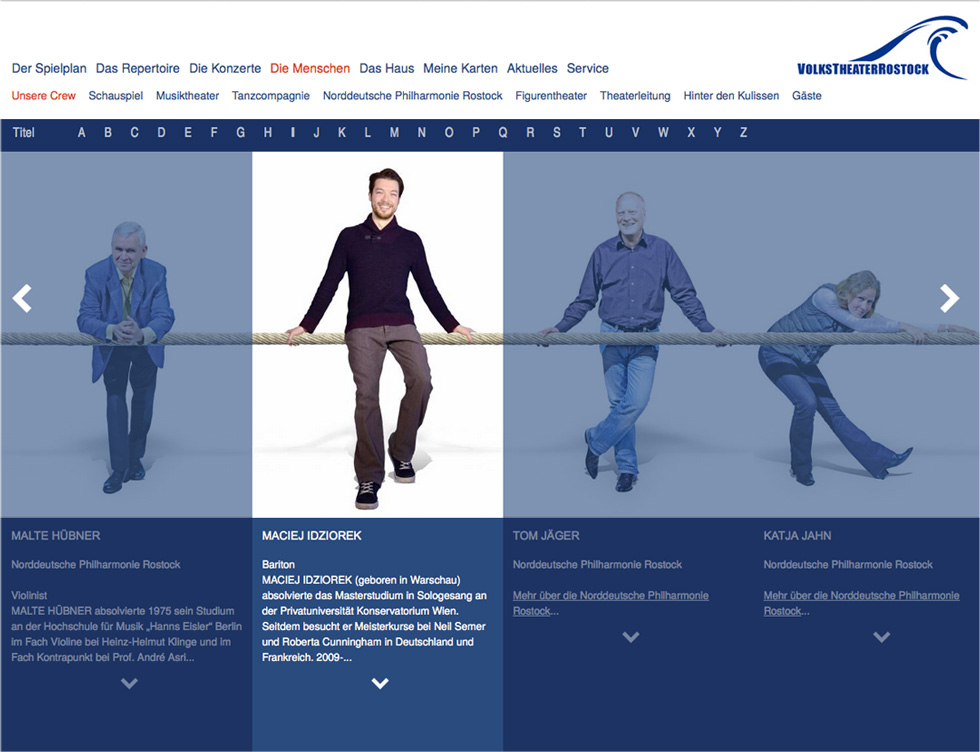 VOLKSTHEATERROSTOCK
Der Spielplan Das Repertoire Die Konzerte Die Menschen Das Haus Meine Karten Aktuelles Service
Unsere Crew Schauspiel Musiktheater Tanzcompagnie Norddeutsche Philharmonie Rostock Figurentheater Theaterleitung Hinter den Kulissen Gäste
Titel A B C D E F G H I J K L M N O P Q R S T U V W X Y Z
MALTE HÜBNER
Norddeutsche Philharmonie Rostock
Violinist
MALTE HÜBNER absolvierte 1975 sein Studium
an der Hochschule für Musik „Hanns Eisler“ Berlin
im Fach Violine bei Heinz-Helmut Klinge und im
Fach Kontrapunkt bei Prof. André Asri...
MACIEJ IDZIOREK
Bariton
MACIEJ IDZIOREK (geboren in Warschau)
absolvierte das Masterstudium in Sologesang an
der Privatuniversität Konservatorium Wien.
Seitdem besucht er Meisterkurse bei Neil Semer
und Roberta Cunningham in Deutschland und
Frankreich. 2009-...
TOM JÄGER
Norddeutsche Philharmonie Rostock
Mehr über die Norddeutsche Philharmonie
Rostock...
KATJA JAHN
Norddeutsche Philharmonie Rostock
Mehr über die Norddeutsche Philharmonie
Rostock...